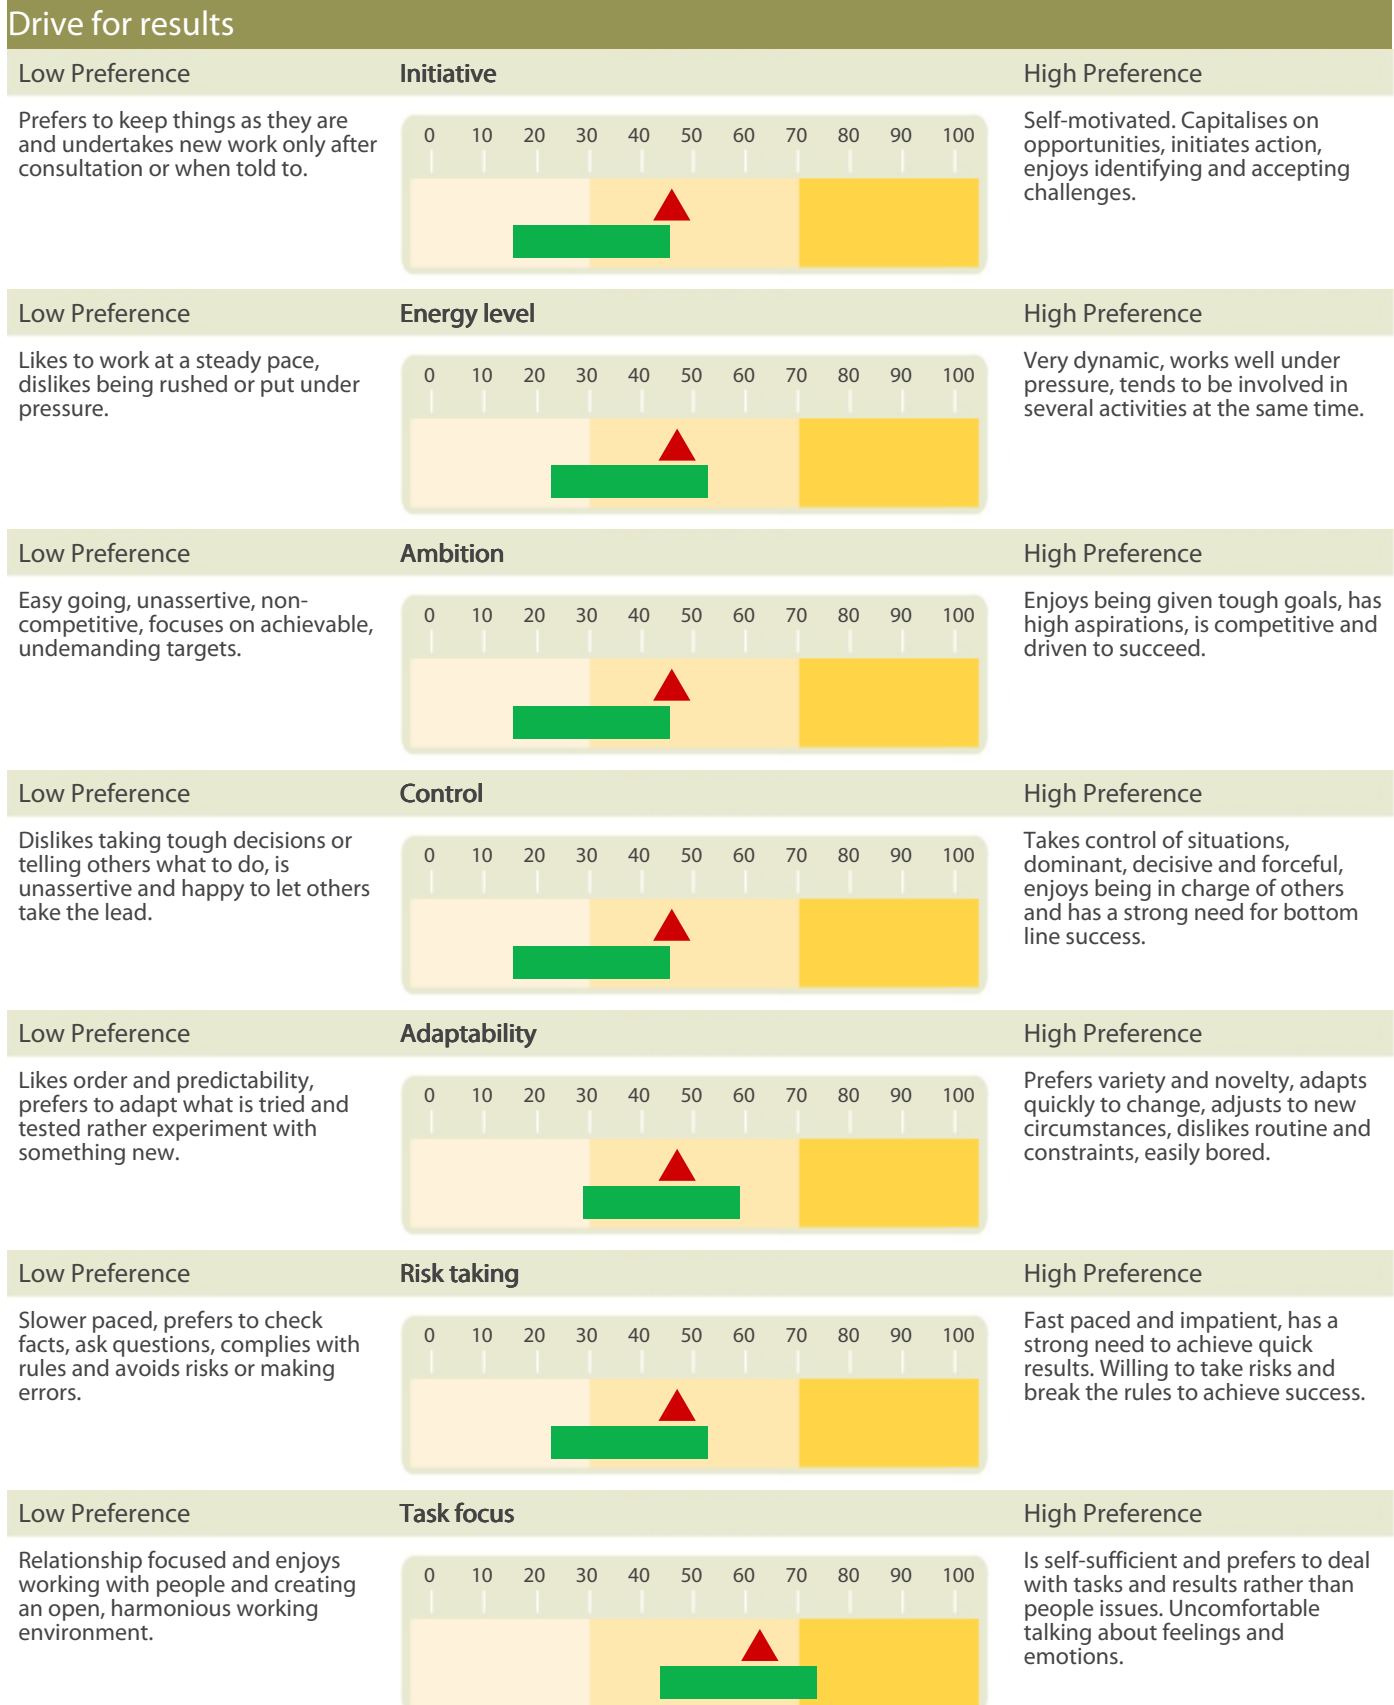 Drive for results
Low Preference Initiative High Preference
Prefers to keep things as they are
and undertakes new work only after
consultation or when told to.
0 10 20 30 40 50 60 70 80 90 100
Self-motivated. Capitalises on
opportunities, initiates action,
enjoys identifying and accepting
challenges.
Low Preference Energy level High Preference
Likes to work at a steady pace,
dislikes being rushed or put under
pressure.
0 10 20 30 40 50 60 70 80 90 100
Very dynamic, works well under
pressure, tends to be involved in
several activities at the same time.
Low Preference Ambition High Preference
Easy going, unassertive, non-
competitive, focuses on achievable,
undemanding targets.
0 10 20 30 40 50 60 70 80 90 100
Enjoys being given tough goals, has
high aspirations, is competitive and
driven to succeed.
Low Preference Control High Preference
Dislikes taking tough decisions or
telling others what to do, is
unassertive and happy to let others
take the lead.
0 10 20 30 40 50 60 70 80 90 100
Takes control of situations,
dominant, decisive and forceful,
enjoys being in charge of others
and has a strong need for bottom
line success.
Low Preference Adaptability High Preference
Likes order and predictability,
prefers to adapt what is tried and
tested rather experiment with
something new.
0 10 20 30 40 50 60 70 80 90 100
Prefers variety and novelty, adapts
quickly to change, adjusts to new
circumstances, dislikes routine and
constraints, easily bored.
Low Preference Risk taking High Preference
Slower paced, prefers to check
facts, ask questions, complies with
rules and avoids risks or making
errors.
0 10 20 30 40 50 60 70 80 90 100
Fast paced and impatient, has a
strong need to achieve quick
results. Willing to take risks and
break the rules to achieve success.
Low Preference Task focus High Preference
Relationship focused and enjoys
working with people and creating
an open, harmonious working
environment.
0 10 20 30 40 50 60 70 80 90 100
Is self-sufficient and prefers to deal
with tasks and results rather than
people issues. Uncomfortable
talking about feelings and
emotions.